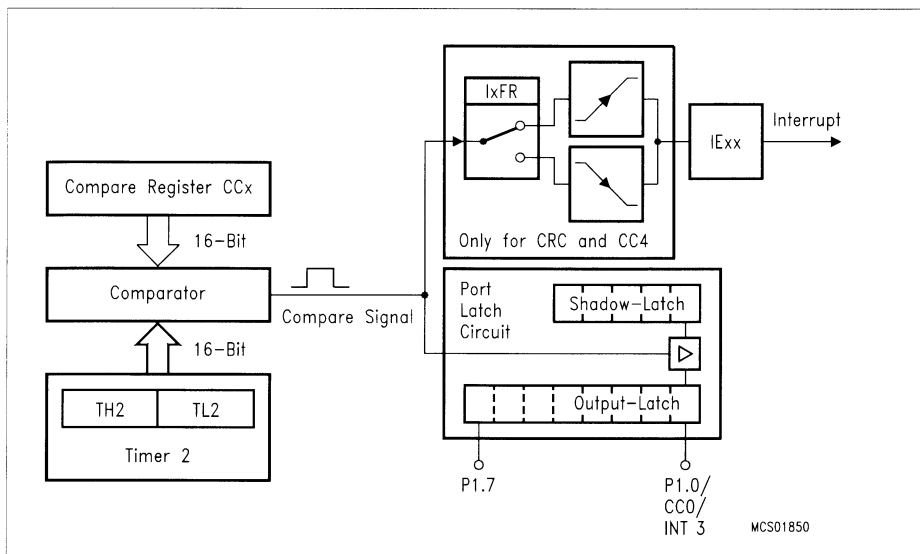 IxFR
IExx
Interrupt
Only for CRC and CC4
Compare Register CCx
16-Bit
Comparator
Compare Signal
16-Bit
TH2
TL2
Timer 2
Port
Latch
Circuit
Shadow-Latch
Output-Latch
P1.7
P1.0/
CC0/
INT 3
MCS01850